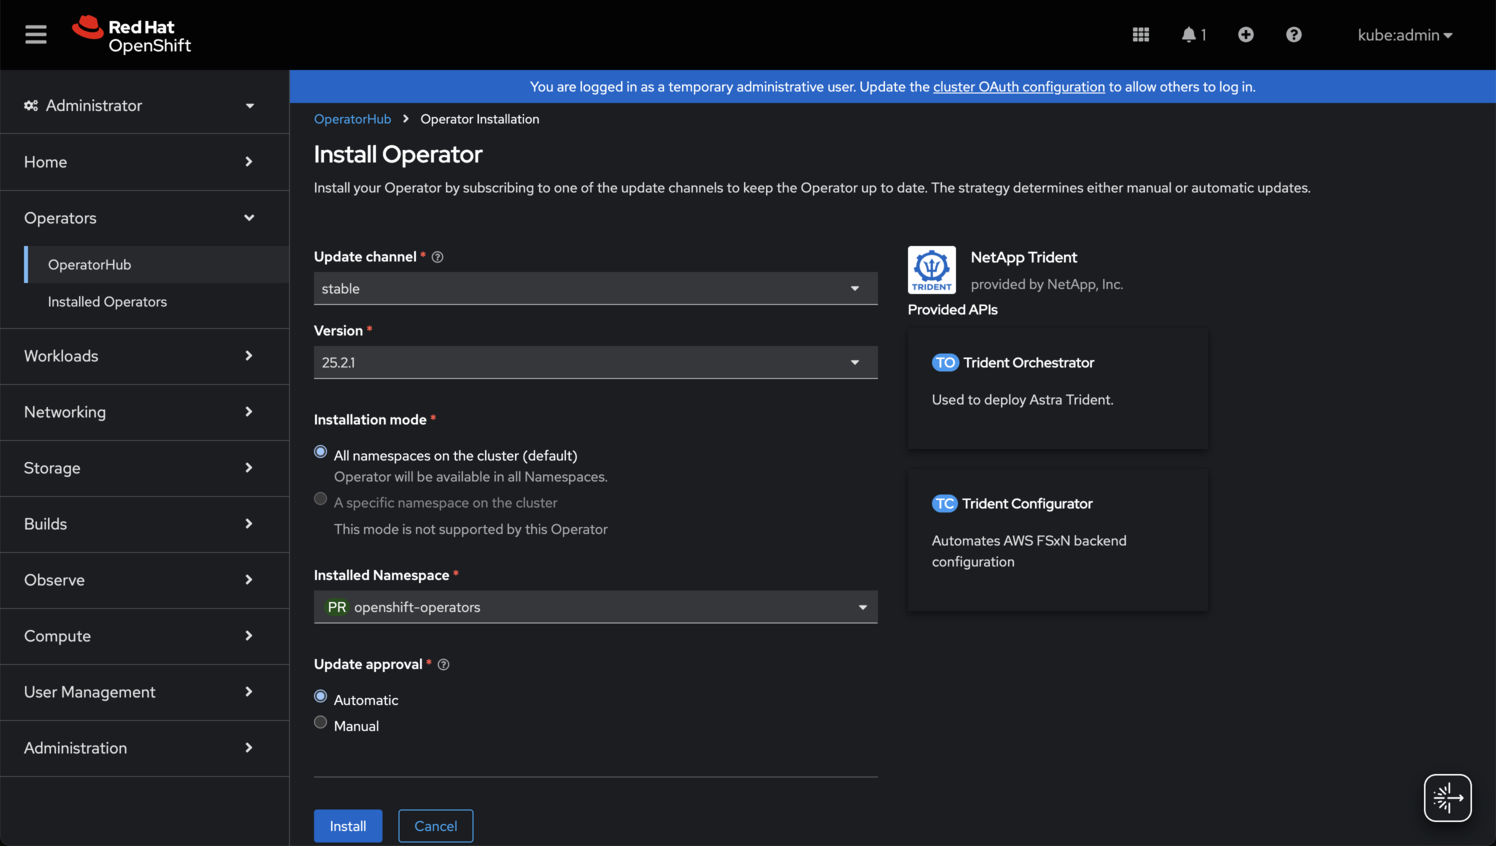 Red Hat
OpenShift
1
kube:admin
Administrator
Home
Operators
OperatorHub
Installed Operators
Workloads
Networking
Storage
Builds
Observe
Compute
User Management
Administration
You are logged in as a temporary administrative user. Update the cluster OAuth configuration to allow others to log in.
OperatorHub > Operator Installation
Install Operator
Install your Operator by subscribing to one of the update channels to keep the Operator up to date. The strategy determines either manual or automatic updates.
Update channel *
stable
Version *
25.2.1
Installation mode *
All namespaces on the cluster (default)
Operator will be available in all Namespaces.
A specific namespace on the cluster
This mode is not supported by this Operator
Installed Namespace *
PR openshift-operators
Update approval *
Automatic
Manual
Install
Cancel
TRIDENT
NetApp Trident
provided by NetApp, Inc.
Provided APIs
TO Trident Orchestrator
Used to deploy Astra Trident.
TC Trident Configurator
Automates AWS FSxN backend
configuration